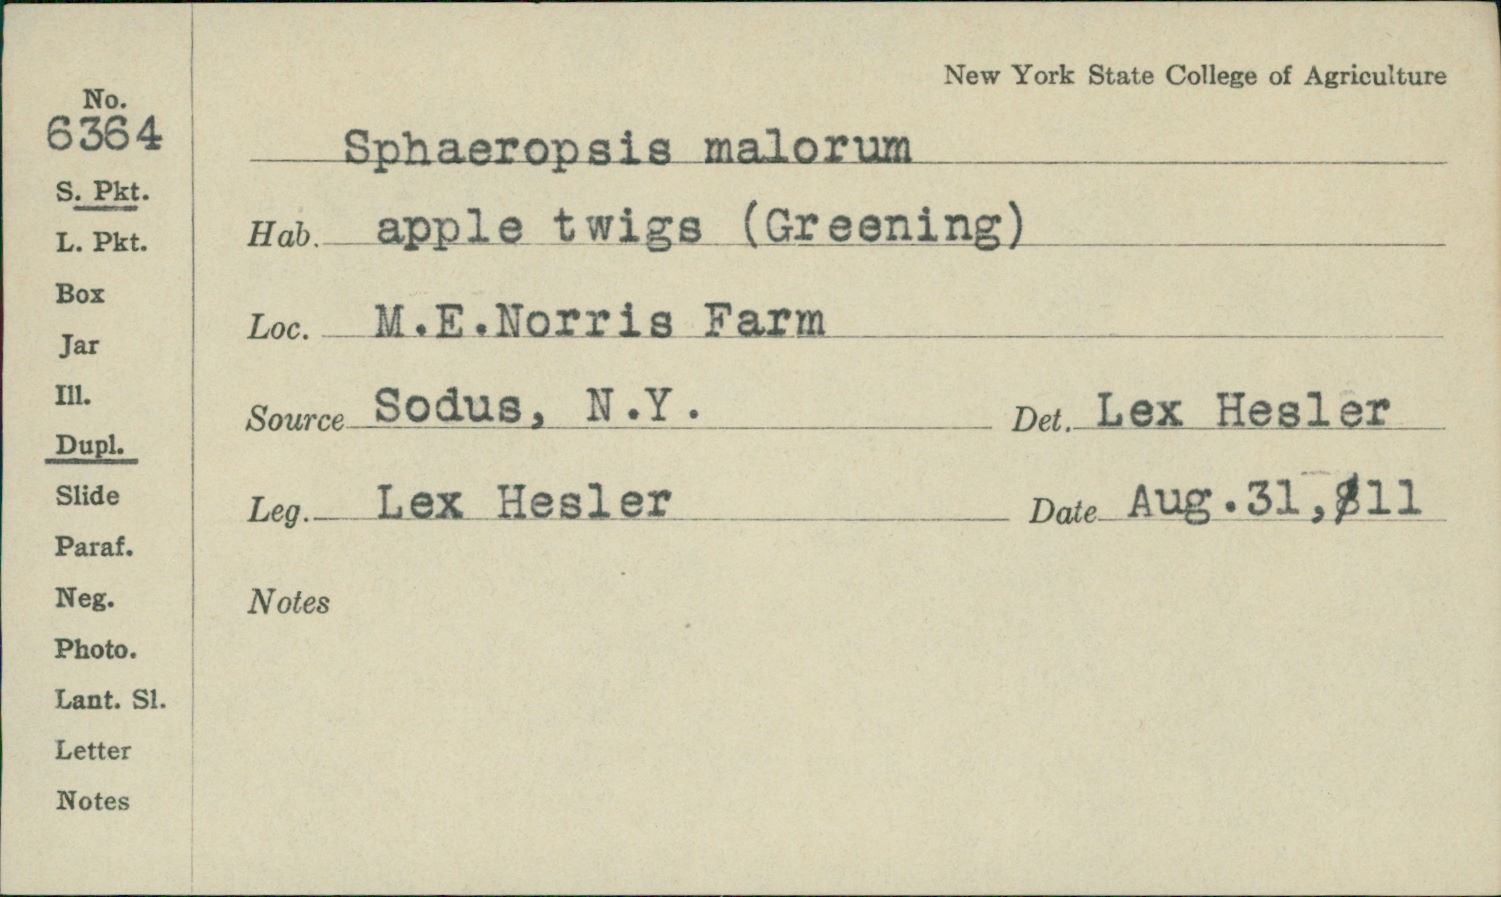 New York State College of Agriculture
No.
6364
S. Pkt.
L. Pkt.
Box
Jar
Ill.
Dupl.
Slide
Paraf.
Neg.
Photo.
Lant. Sl.
Letter
Notes
Sphaeropsis malorum
Hab. apple twigs (Greening)
Loc. M.E.Norris Farm
Source Sodus, N.Y. Det. Lex Hesler
Leg. Lex Hesler Date Aug.31,11
Notes